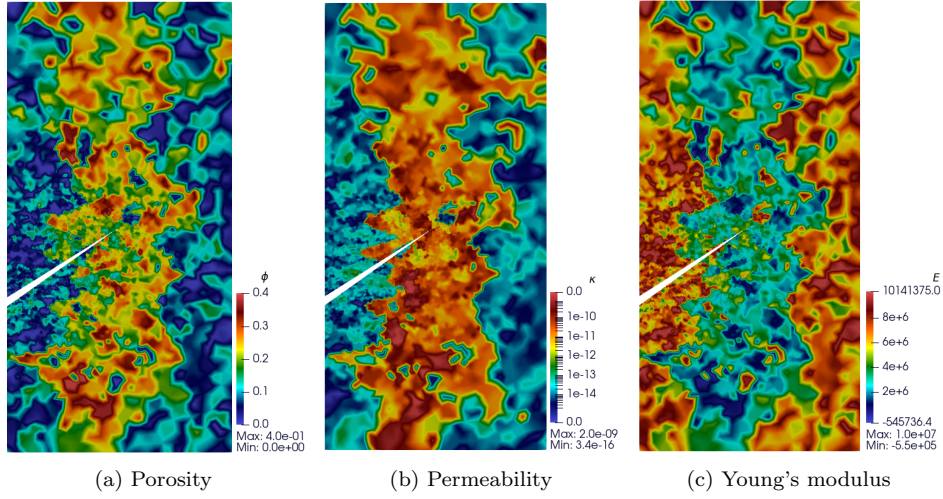 ϕ
0.4
0.3
0.2
0.1
0.0
Max: 4.0e-01
Min: 0.0e+00
κ
0.0
1e-10
1e-11
1e-12
1e-13
1e-14
Max: 2.0e-09
Min: 3.4e-16
E
10141375.0
8e+6
6e+6
4e+6
2e+6
-545736.4
Max: 1.0e+07
Min: -5.5e+05
(a) Porosity
(b) Permeability
(c) Young's modulus